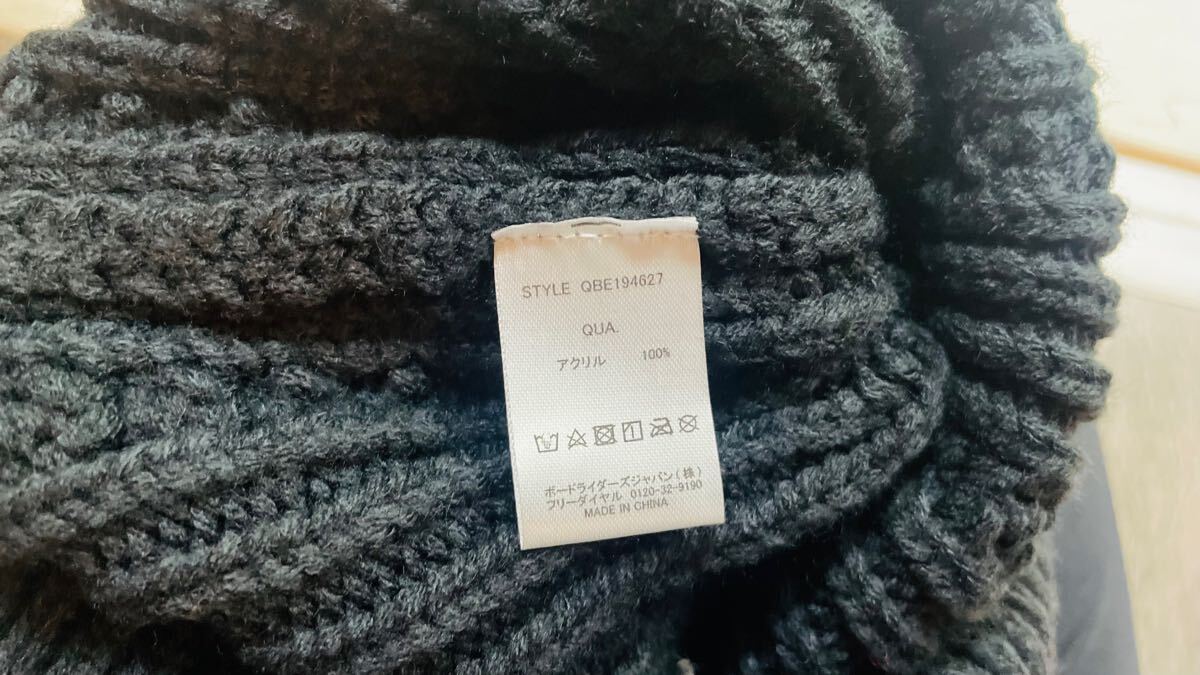 STYLE QBE194627
QUA.
アクリル 100%
ボードライダーズジャパン(株)
フリーダイヤル 0120-32-9190
MADE IN CHINA